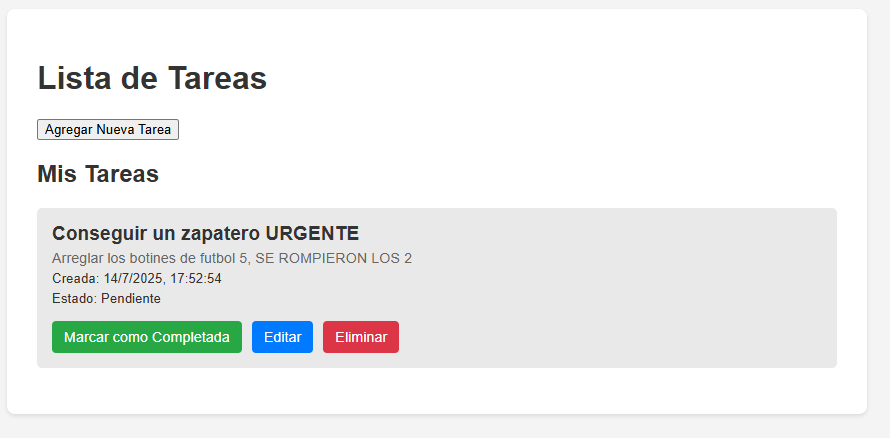 Lista de Tareas
Agregar Nueva Tarea
Mis Tareas
Conseguir un zapatero URGENTE
Arreglar los botines de futbol 5, SE ROMPIERON LOS 2
Creada: 14/7/2025, 17:52:54
Estado: Pendiente
Marcar como Completada Editar Eliminar